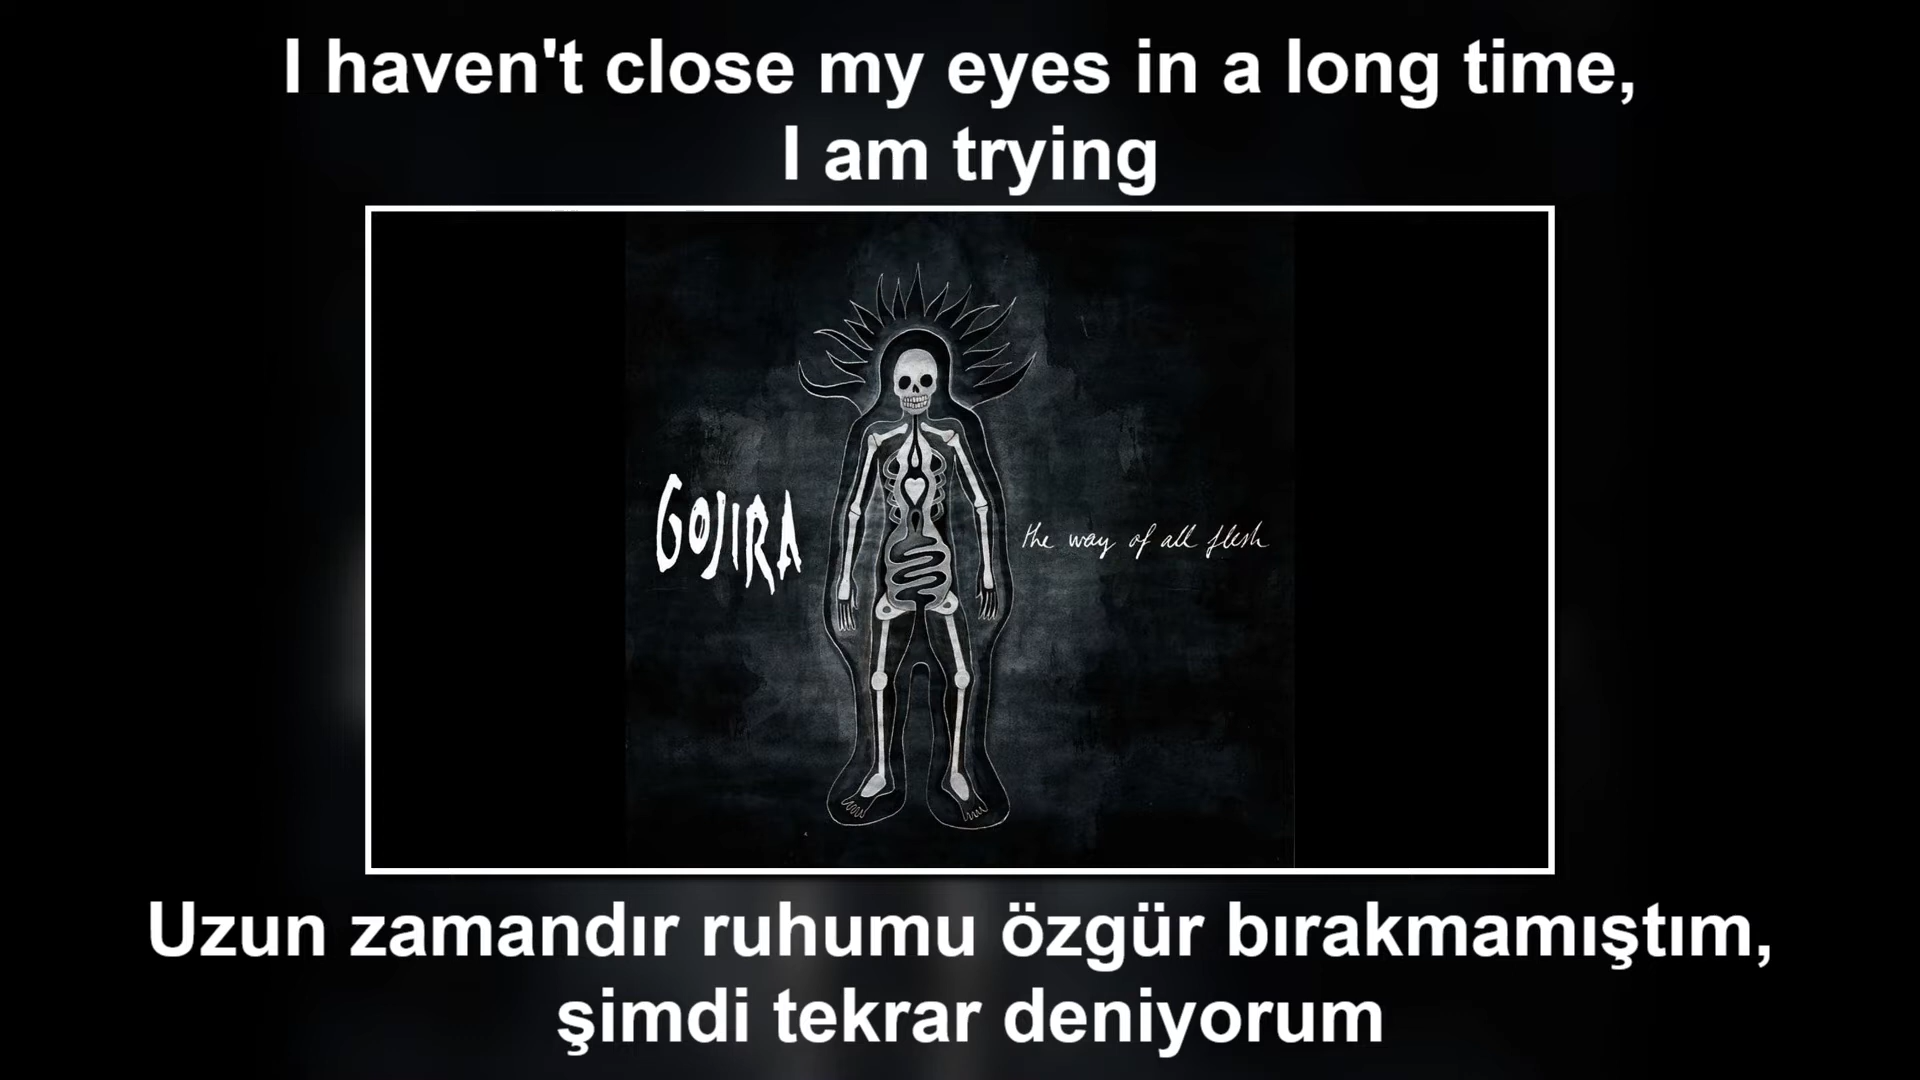 I haven't close my eyes in a long time,
I am trying
GOJIRA
the way of all flesh
Uzun zamandır ruhumu özgür bırakmamıştım,
şimdi tekrar deniyorum